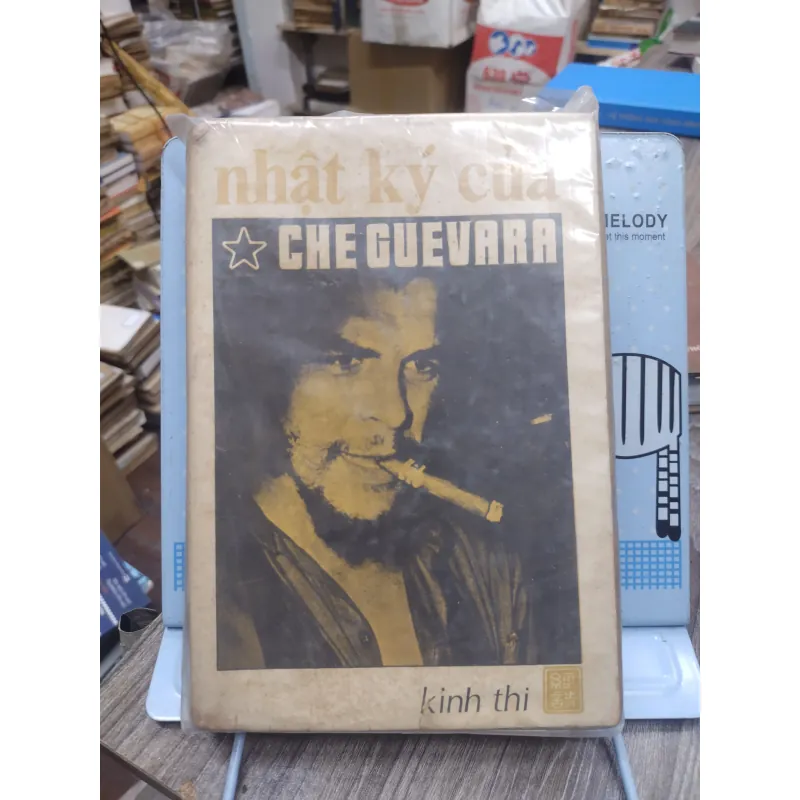 nhật ký của
CHE GUEVARA
kinh thi
MELODY
at this moment